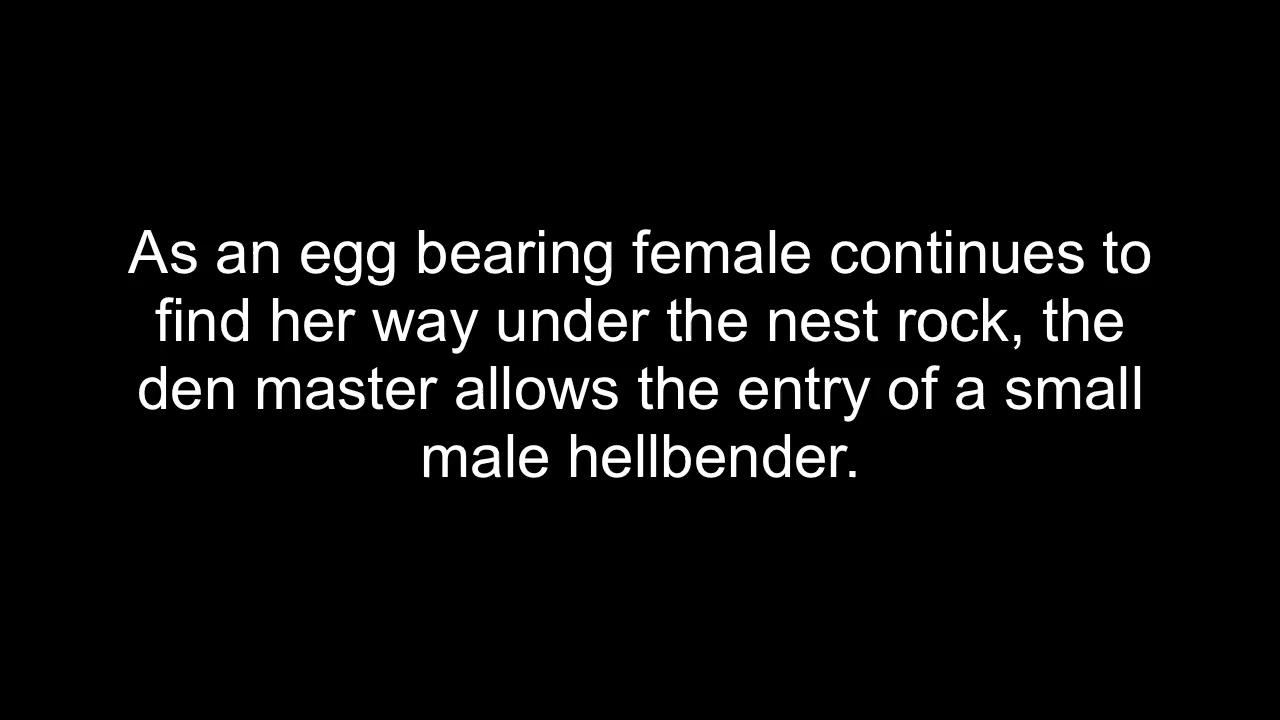 As an egg bearing female continues to
find her way under the nest rock, the
den master allows the entry of a small
male hellbender.